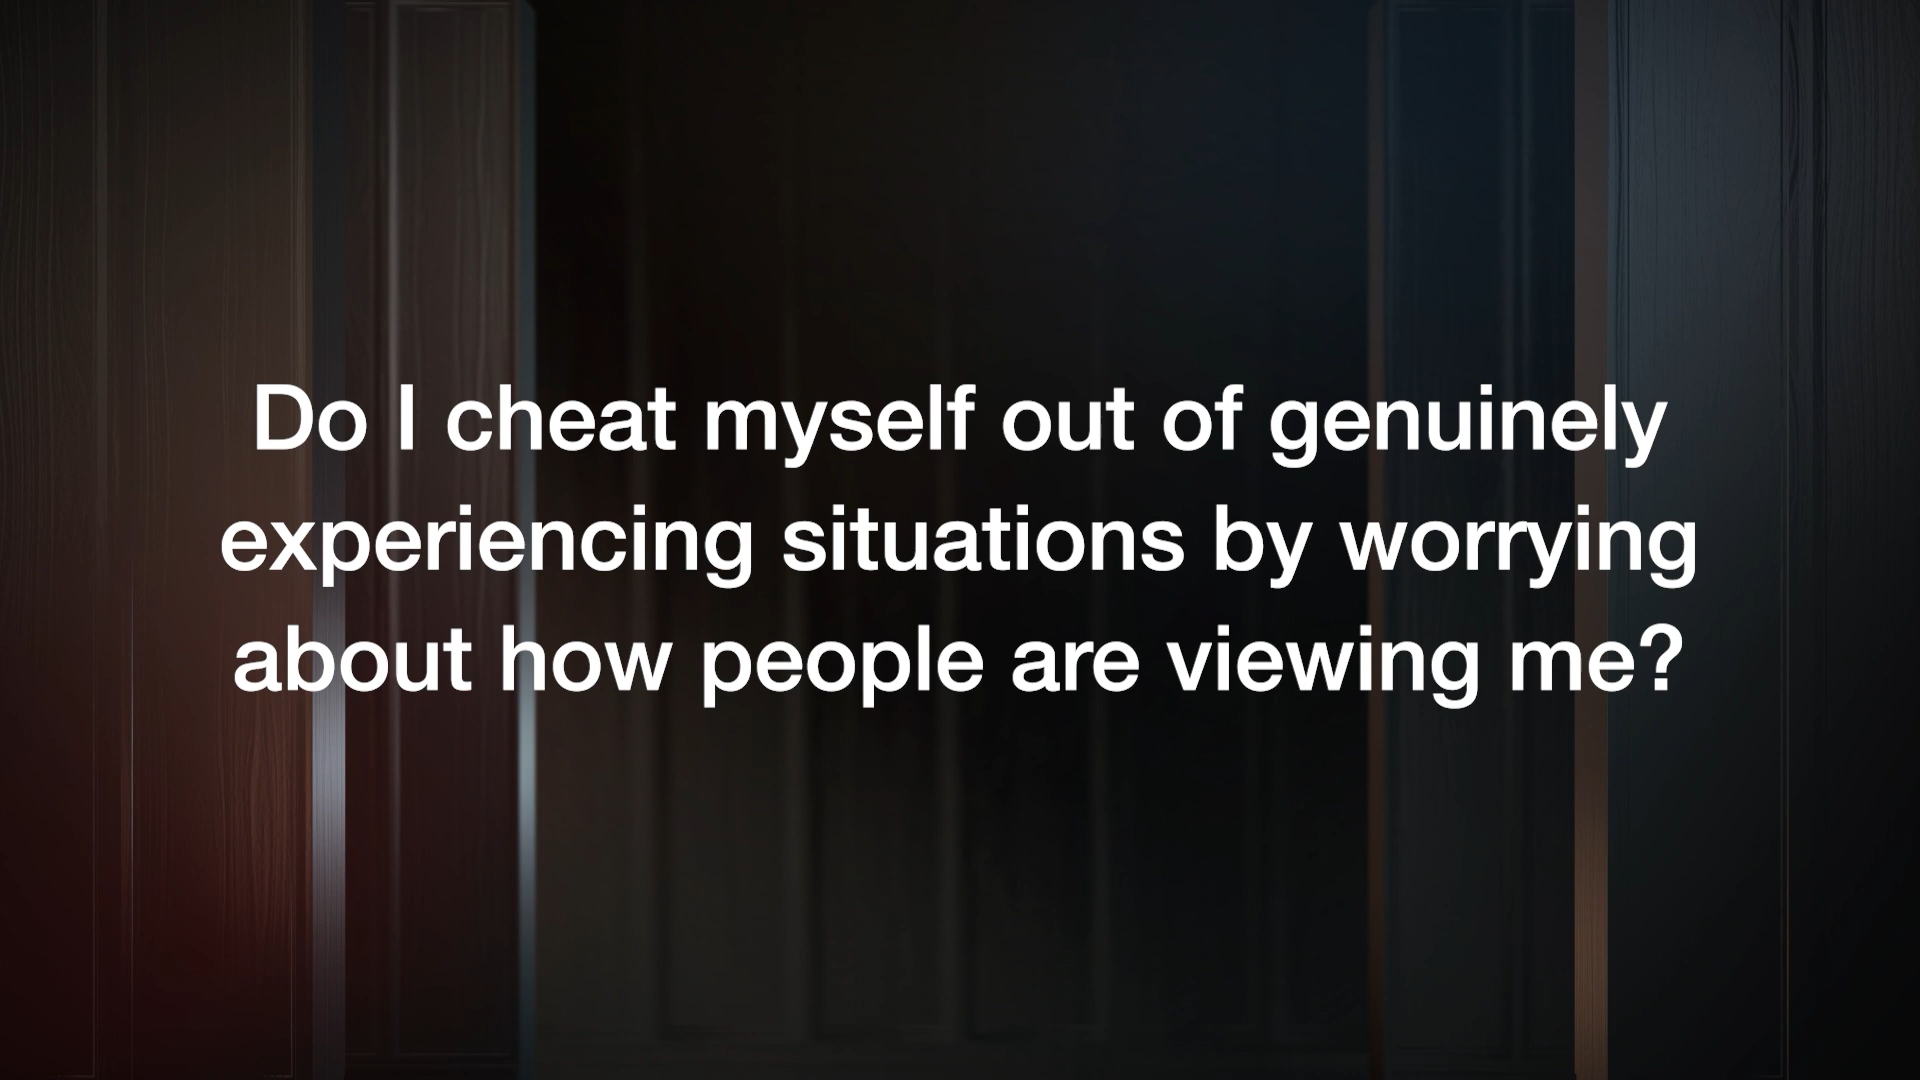 Do I cheat myself out of genuinely
experiencing situations by worrying
about how people are viewing me?